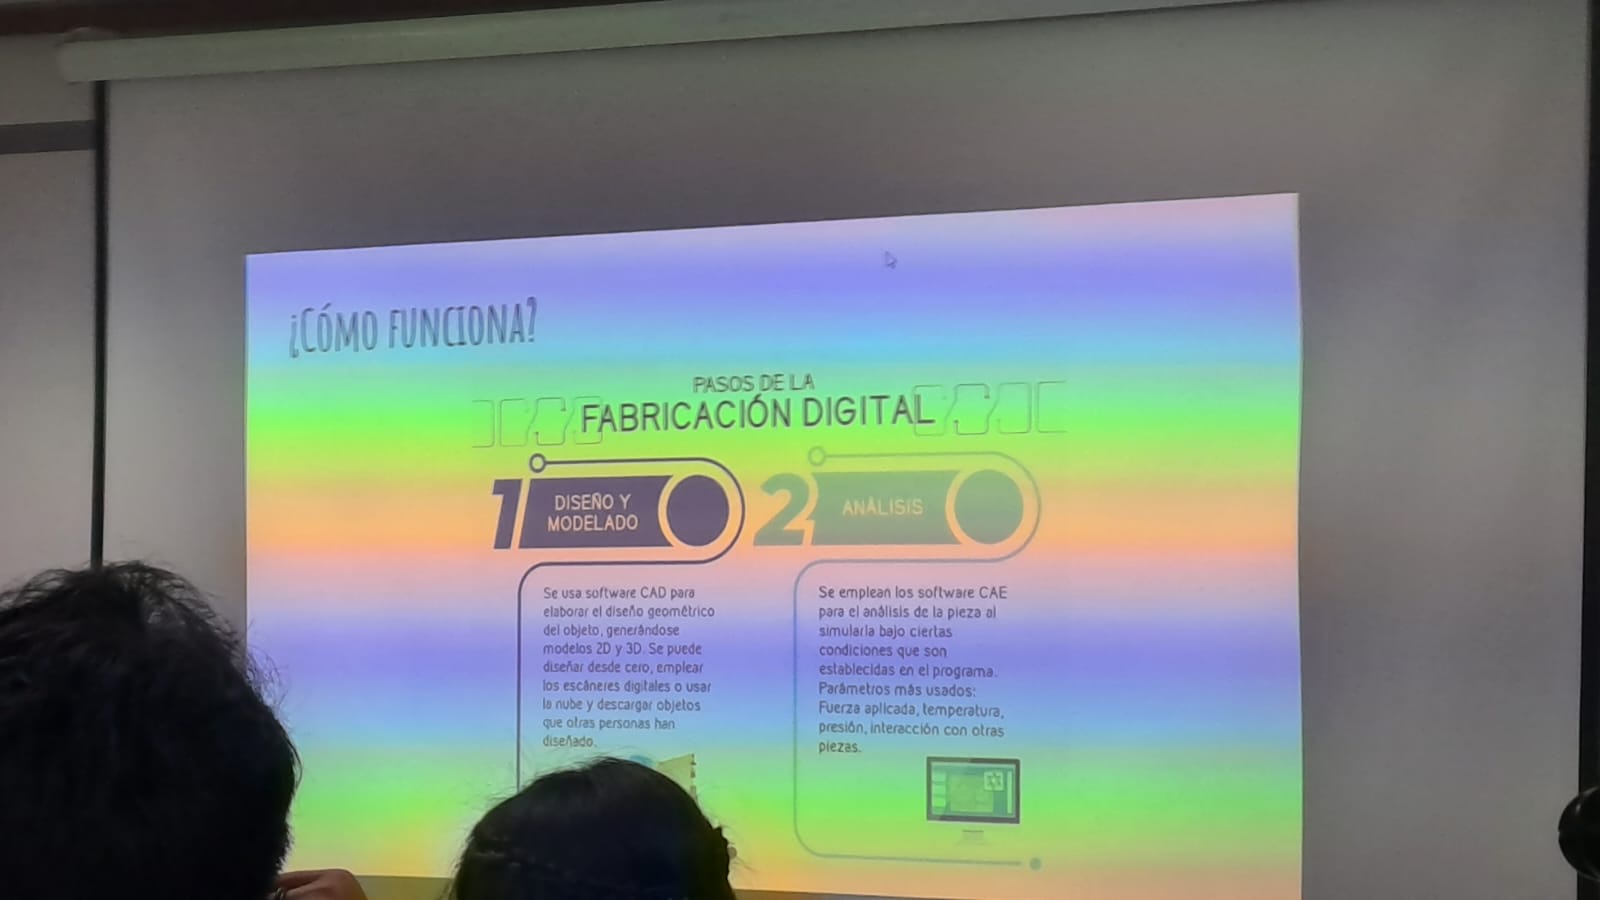 ¿CÓMO FUNCIONA?
PASOS DE LA
FABRICACIÓN DIGITAL
1
DISEÑO Y
MODELADO
Se usa software CAD para
elaborar el diseño geométrico
del objeto, generándose
modelos 2D y 3D. Se puede
diseñar desde cero, emplear
los escáneres digitales o usar
la nube y descargar objetos
que otras personas han
diseñado.
2
ANÁLISIS
Se emplean los software CAE
para el análisis de la pieza al
simularla bajo ciertas
condiciones que son
establecidas en el programa.
Parámetros más usados:
Fuerza aplicada, temperatura,
presión, interacción con otras
piezas.